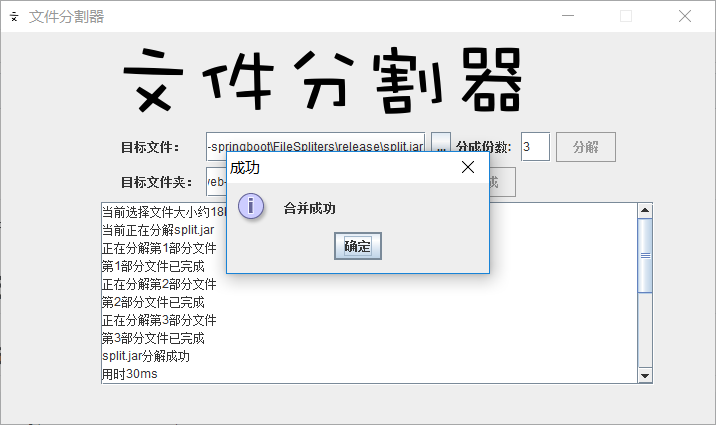 文件分割器
文件分割器
目标文件: -springboot\FileSpliters\release\split.jar ... 分成份数: 3 分解
目标文件夹: web- 成
成功
合并成功
确定
当前选择文件大小约18
当前正在分解split.jar
正在分解第1部分文件
第1部分文件已完成
正在分解第2部分文件
第2部分文件已完成
正在分解第3部分文件
第3部分文件已完成
split.jar分解成功
用时30ms